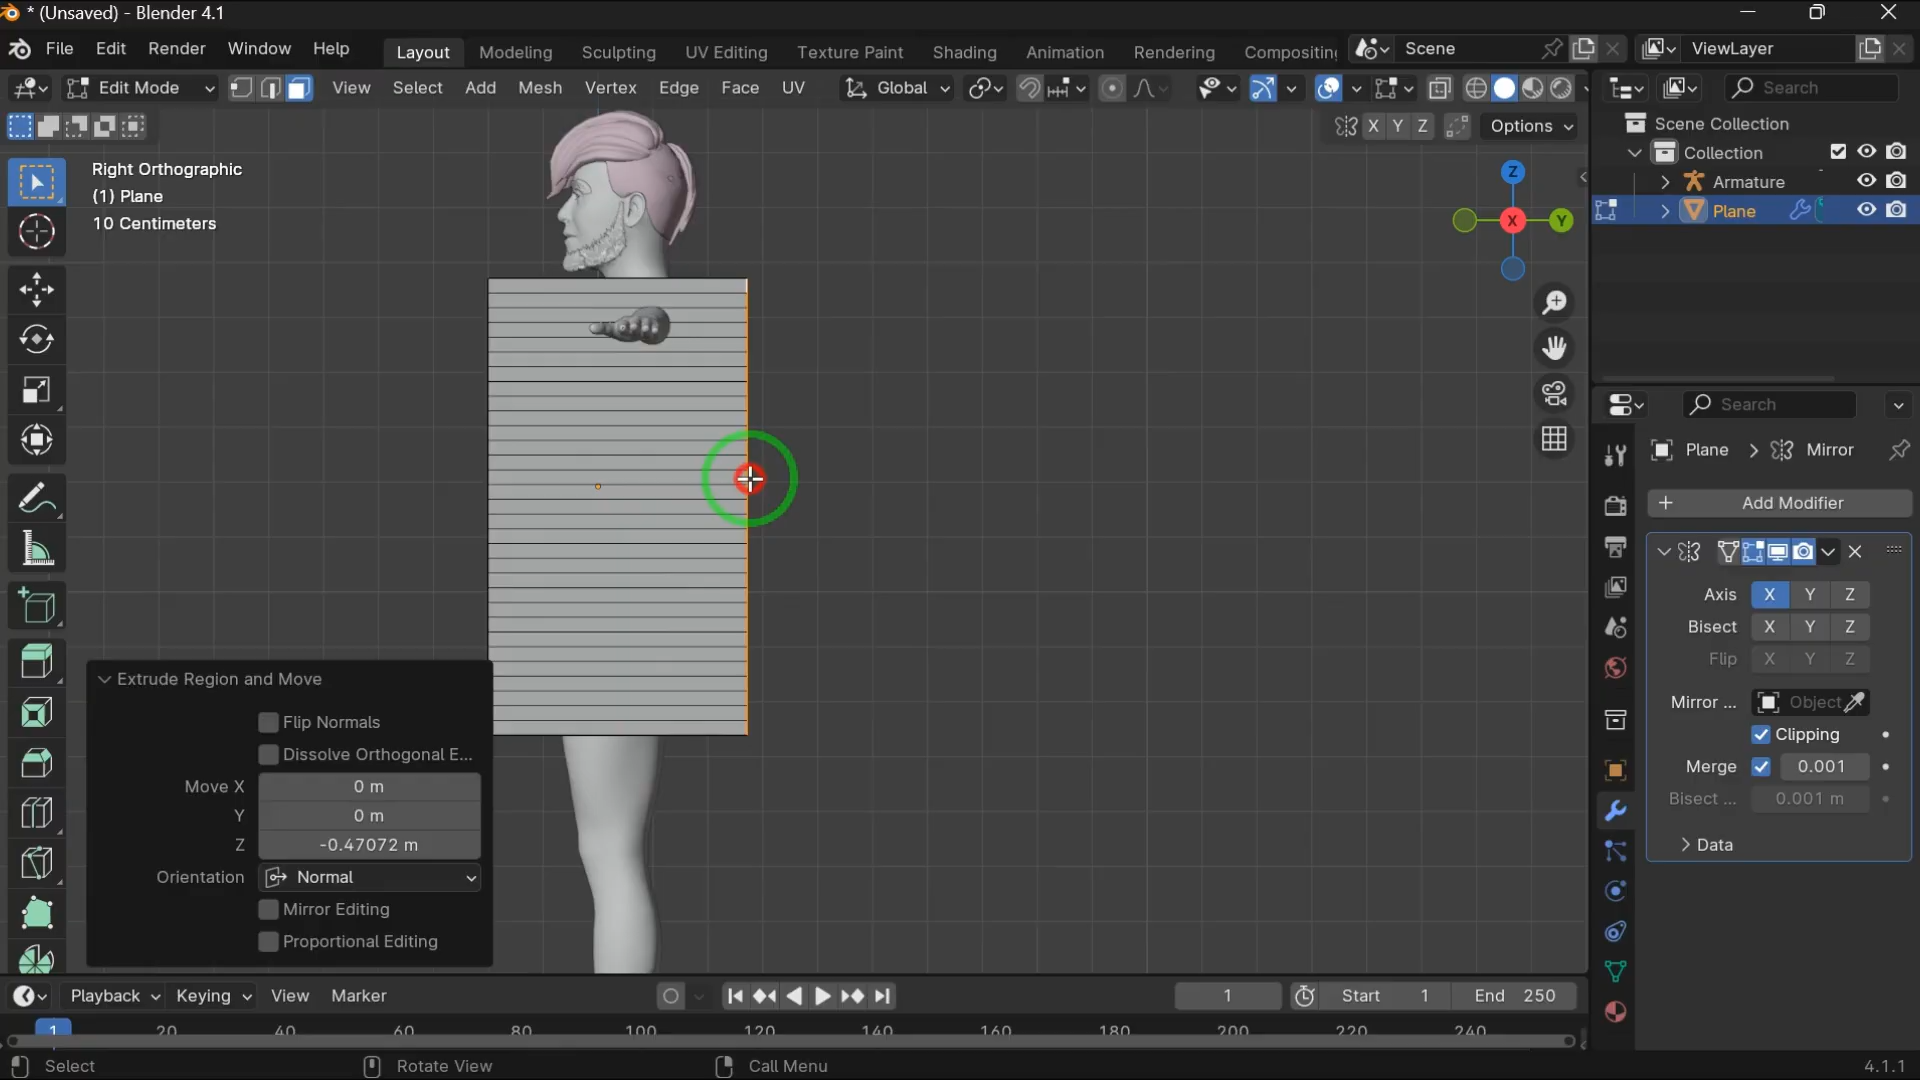 * (Unsaved) - Blender 4.1
File Edit Render Window Help Layout Modeling Sculpting UV Editing Texture Paint Shading Animation Rendering Compositing Scene ViewLayer
Edit Mode View Select Add Mesh Vertex Edge Face UV Global Search
X Y Z Options
Scene Collection
Collection
Armature
Plane
Right Orthographic
(1) Plane
10 Centimeters
Z
X
Y
Search
Plane > Mirror
+ Add Modifier
Axis X Y Z
Bisect X Y Z
Flip X Y Z
Mirror ... Object
Clipping
Merge 0.001
Bisect ... 0.001 m
Data
Extrude Region and Move
Flip Normals
Dissolve Orthogonal E...
Move X 0 m
Y 0 m
Z -0.47072 m
Orientation Normal
Mirror Editing
Proportional Editing
Playback Keying View Marker 1 Start 1 End 250
1 20 40 60 80 100 120 140 160 180 200 220 240
Select Rotate View Call Menu 4.1.1